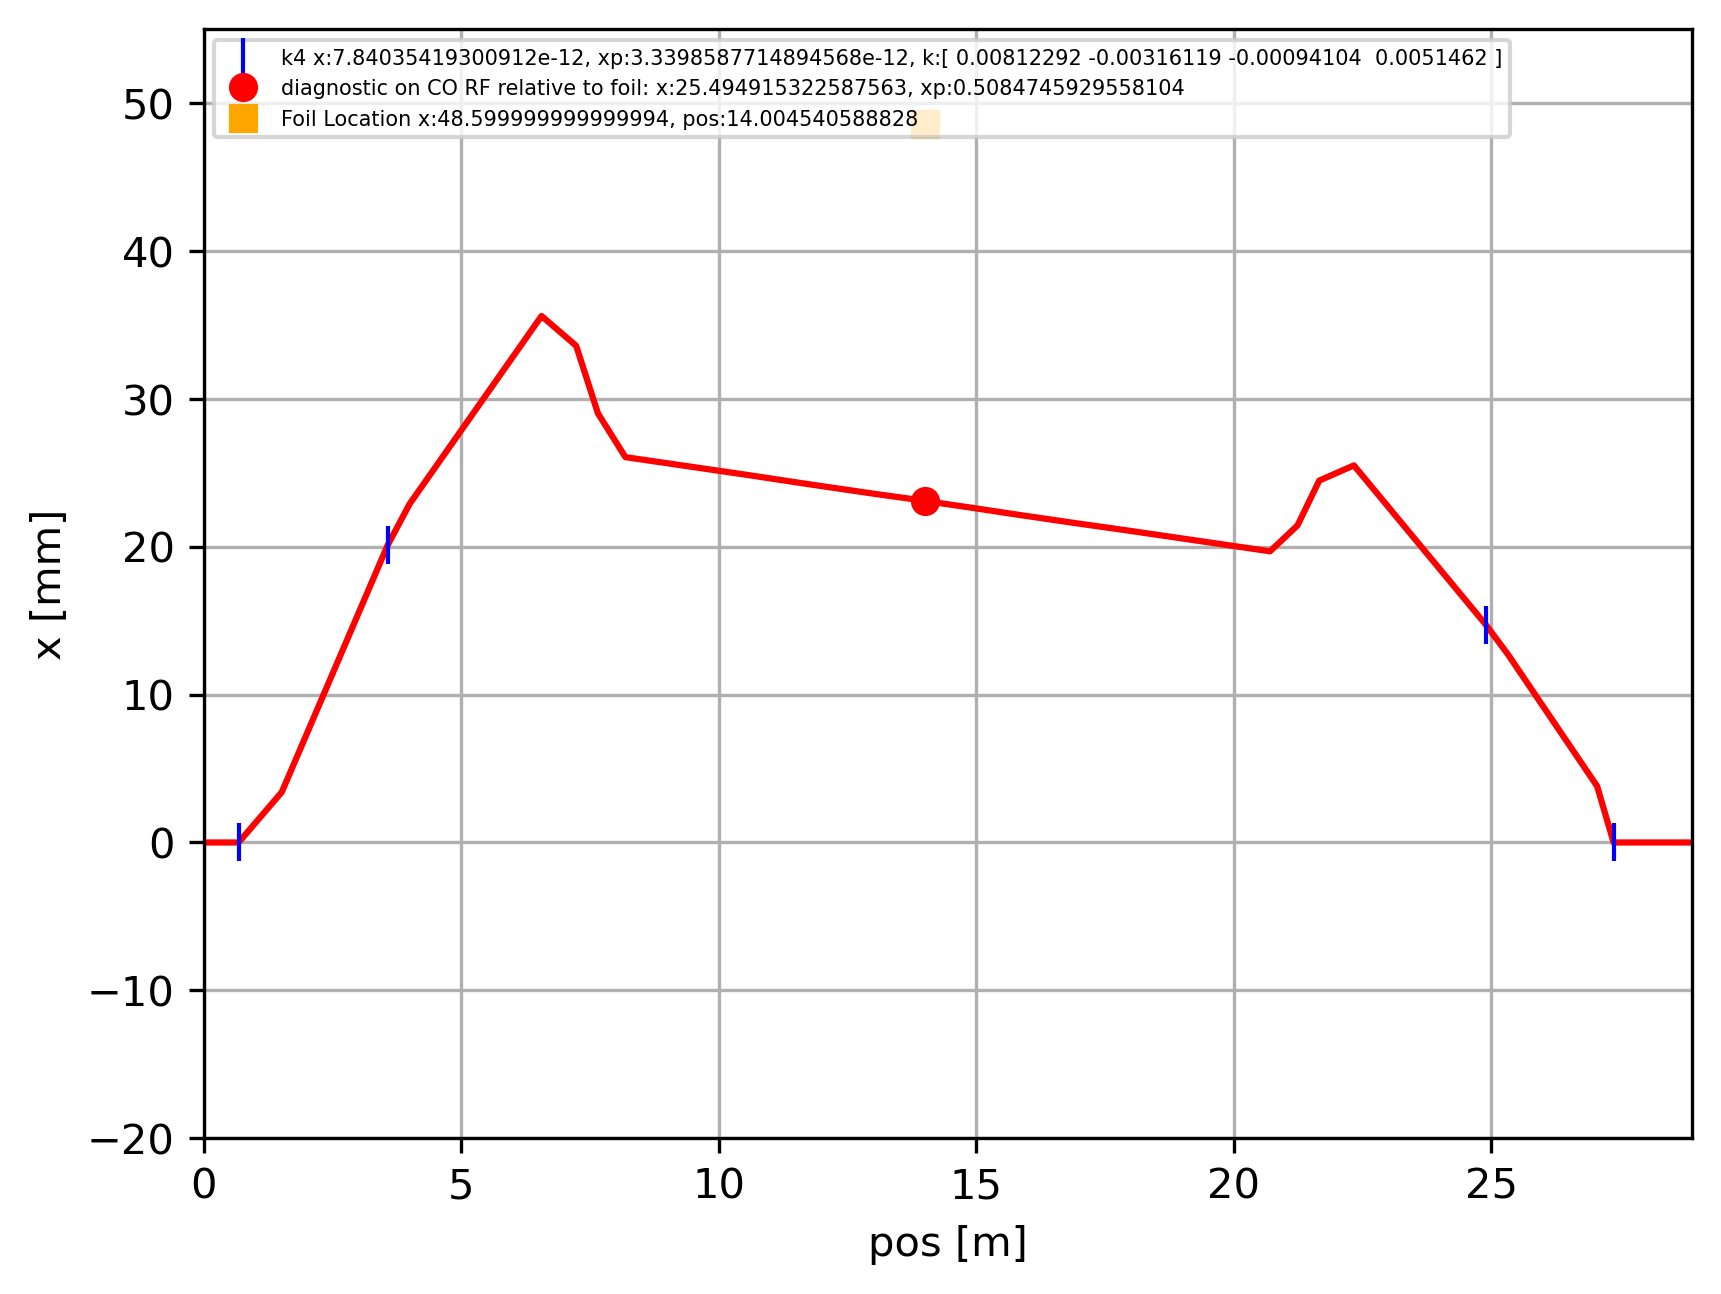 k4 x:7.84035419300912e-12, xp:3.3398587714894568e-12, k:[ 0.00812292 -0.00316119 -0.00094104  0.0051462 ]
diagnostic on CO RF relative to foil: x:25.494915322587563, xp:0.5084745929558104
Foil Location x:48.599999999999994, pos:14.004540588828
50
40
30
20
10
0
−10
−20
x [mm]
0 5 10 15 20 25
pos [m]